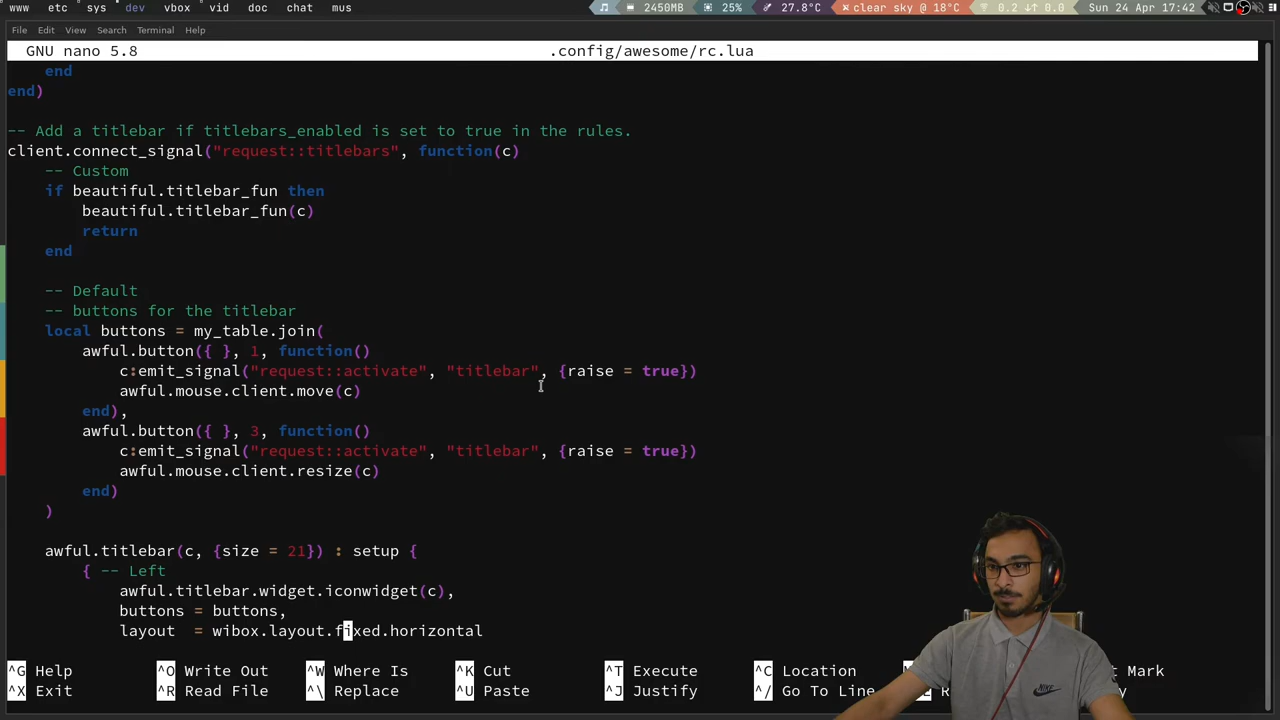 www etc sys dev vbox vid doc chat mus 2450MB 25% 27.8°C clear sky @ 18°C 0.2 ↓↑ 0.0 Sun 24 Apr 17:42
File Edit View Search Terminal Help
GNU nano 5.8 .config/awesome/rc.lua
end
end)
-- Add a titlebar if titlebars_enabled is set to true in the rules.
client.connect_signal("request::titlebars", function(c)
-- Custom
if beautiful.titlebar_fun then
beautiful.titlebar_fun(c)
return
end
-- Default
-- buttons for the titlebar
local buttons = my_table.join(
awful.button({ }, 1, function()
c:emit_signal("request::activate", "titlebar", {raise = true})
awful.mouse.client.move(c)
end),
awful.button({ }, 3, function()
c:emit_signal("request::activate", "titlebar", {raise = true})
awful.mouse.client.resize(c)
end)
)
awful.titlebar(c, {size = 21}) : setup {
{ -- Left
awful.titlebar.widget.iconwidget(c),
buttons = buttons,
layout = wibox.layout.fixed.horizontal
^G Help ^O Write Out ^W Where Is ^K Cut ^T Execute ^C Location
^X Exit ^R Read File ^\ Replace ^U Paste ^J Justify ^/ Go To Line